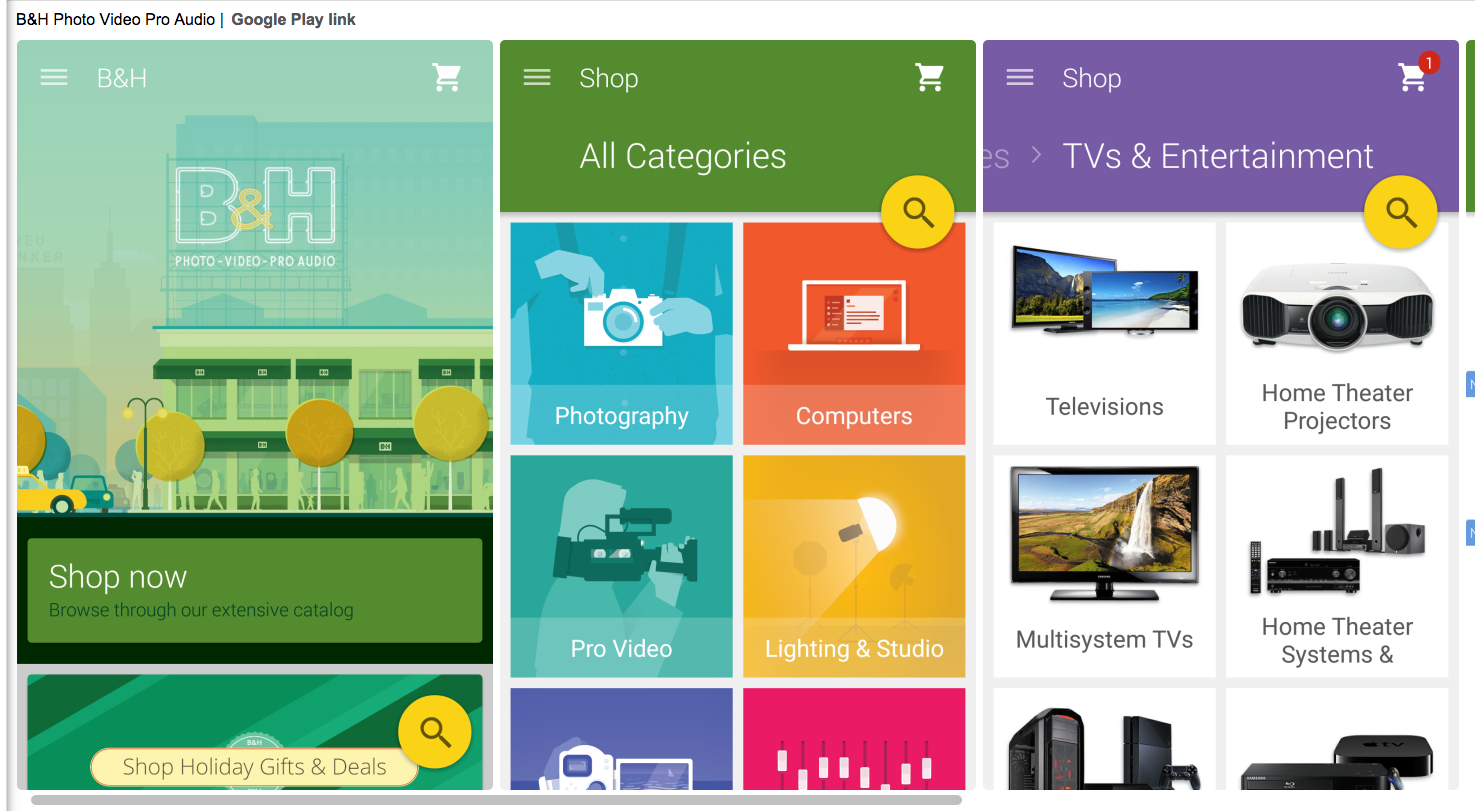 B&H Photo Video Pro Audio | Google Play link
B&H
B&H
PHOTO-VIDEO-PRO AUDIO
B&H
B&H
B&H
B&H
B&H
Shop now
Browse through our extensive catalog
B&H
Shop Holiday Gifts & Deals
Shop
All Categories
Photography
Computers
Pro Video
Lighting & Studio
Shop
1
es > TVs & Entertainment
Televisions
Home Theater
Projectors
Multisystem TVs
Home Theater
Systems &
SAMSUNG
tv